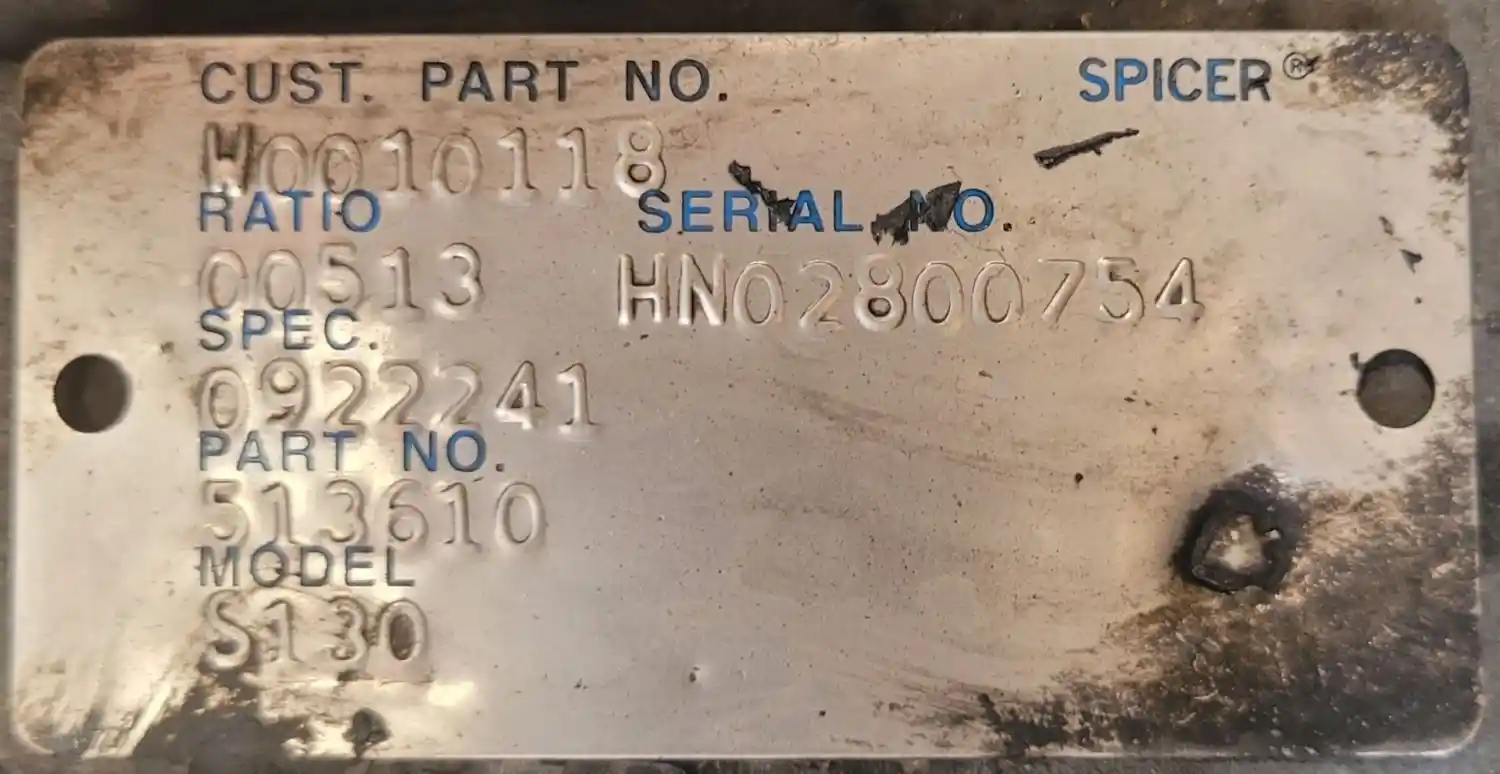 CUST. PART NO. SPICER®
W0010118
RATIO SERIAL NO.
00513 HN02800754
SPEC.
0922241
PART NO.
513610
MODEL
S130